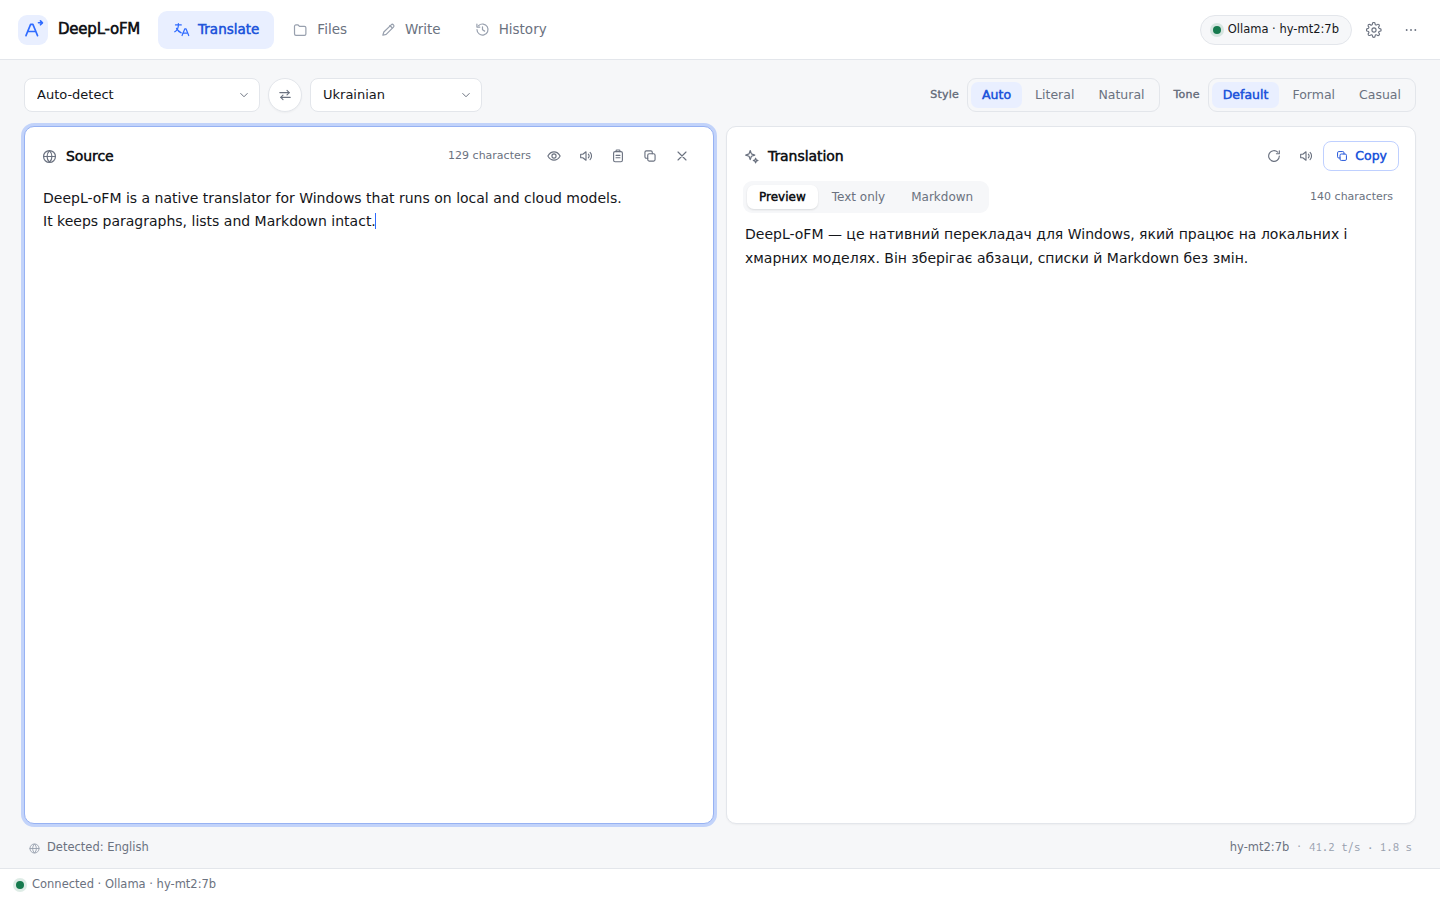 DeepL-oFM
Translate
Files
Write
History
Ollama · hy-mt2:7b
Auto-detect
Ukrainian
Style
Auto
Literal
Natural
Tone
Default
Formal
Casual
Source
129 characters
DeepL-oFM is a native translator for Windows that runs on local and cloud models.
It keeps paragraphs, lists and Markdown intact.
Translation
Copy
Preview
Text only
Markdown
140 characters
DeepL-oFM — це нативний перекладач для Windows, який працює на локальних і
хмарних моделях. Він зберігає абзаци, списки й Markdown без змін.
Detected: English
hy-mt2:7b · 41.2 t/s · 1.8 s
Connected · Ollama · hy-mt2:7b